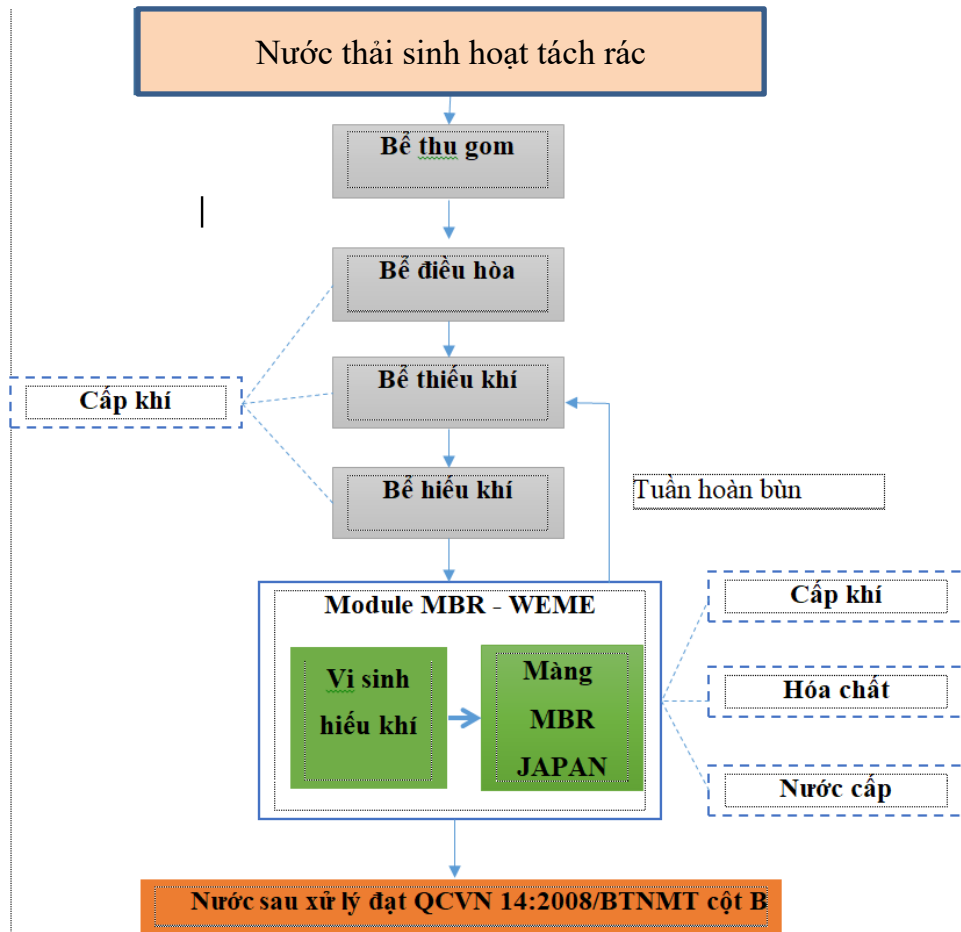 Nước thải sinh hoạt tách rác
Bể thu gom
Bể điều hòa
Bể thiếu khí
Cấp khí
Bể hiếu khí
Tuần hoàn bùn
Module MBR - WEME
Vi sinh
hiếu khí
Màng
MBR
JAPAN
Cấp khí
Hóa chất
Nước cấp
Nước sau xử lý đạt QCVN 14:2008/BTNMT cột B